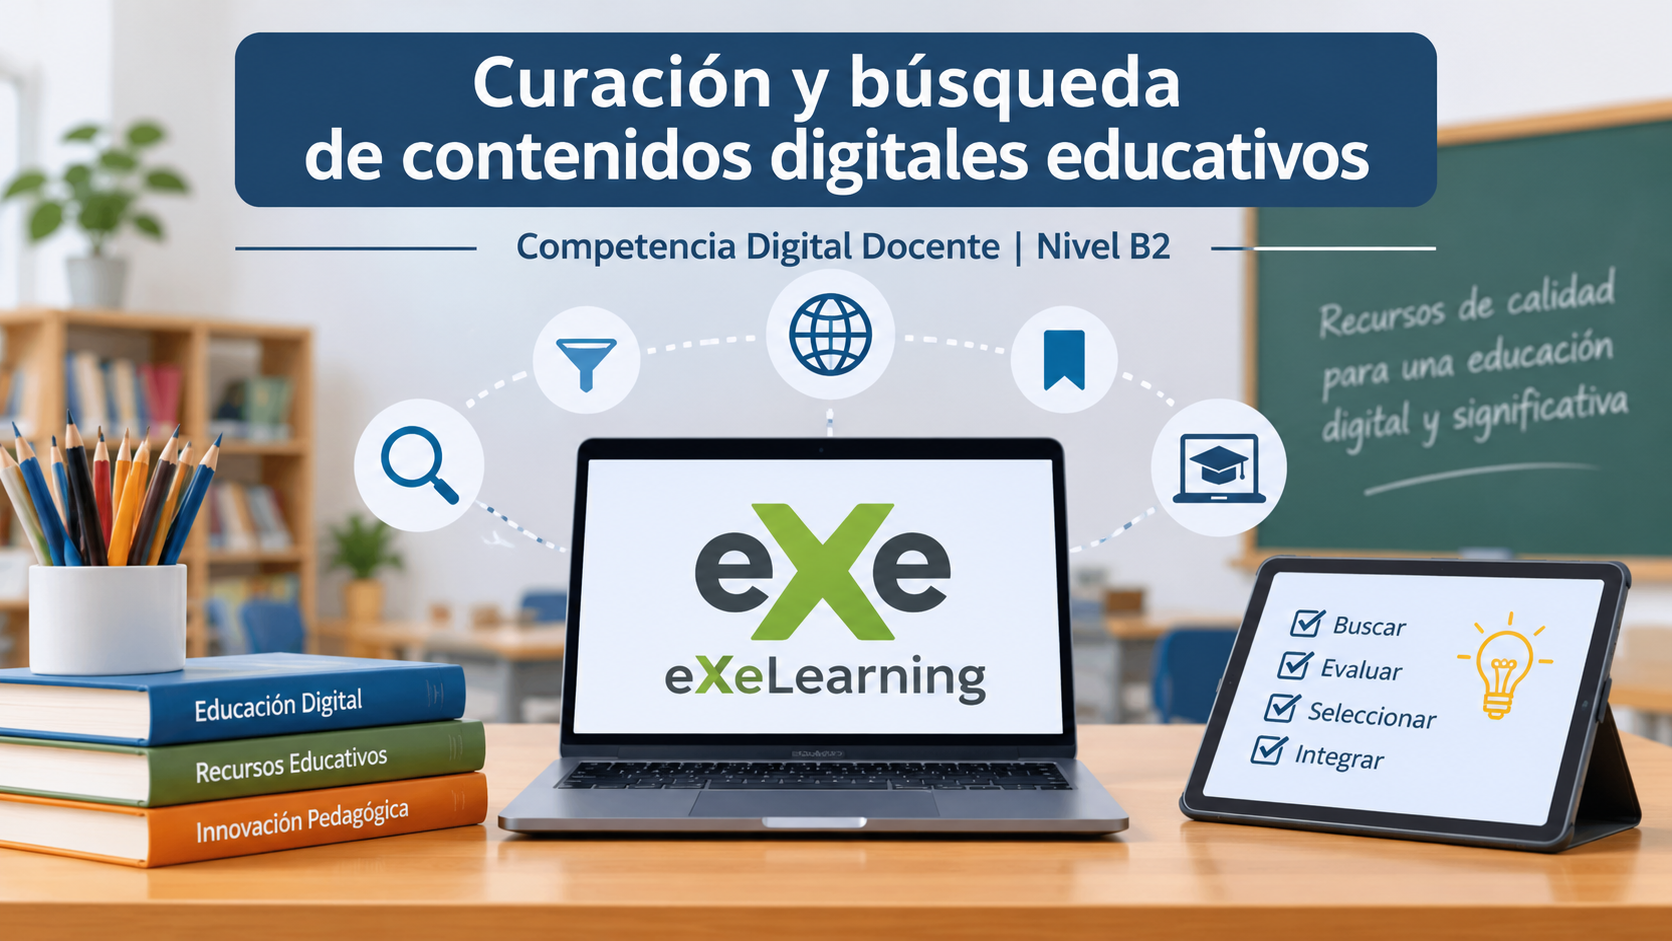 Curación y búsqueda
de contenidos digitales educativos
Competencia Digital Docente | Nivel B2
Recursos de calidad
para una educación
digital y significativa
eXe
eXeLearning
Buscar
Evaluar
Seleccionar
Integrar
Educación Digital
Recursos Educativos
Innovación Pedagógica